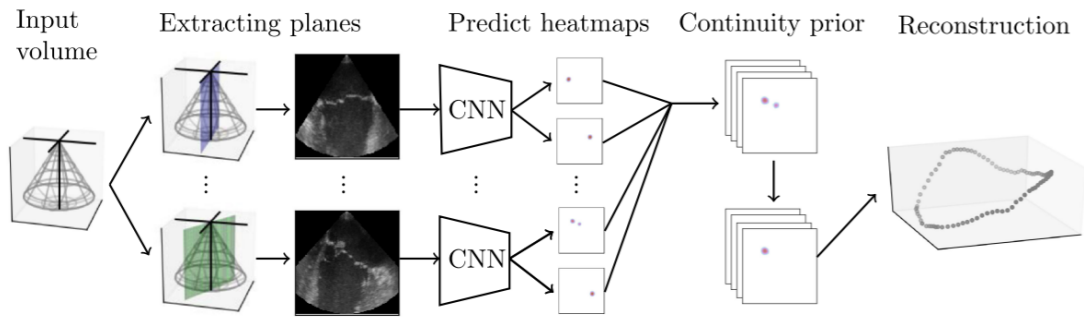 Input
volume
Extracting planes
Predict heatmaps
Continuity prior
Reconstruction
CNN
CNN